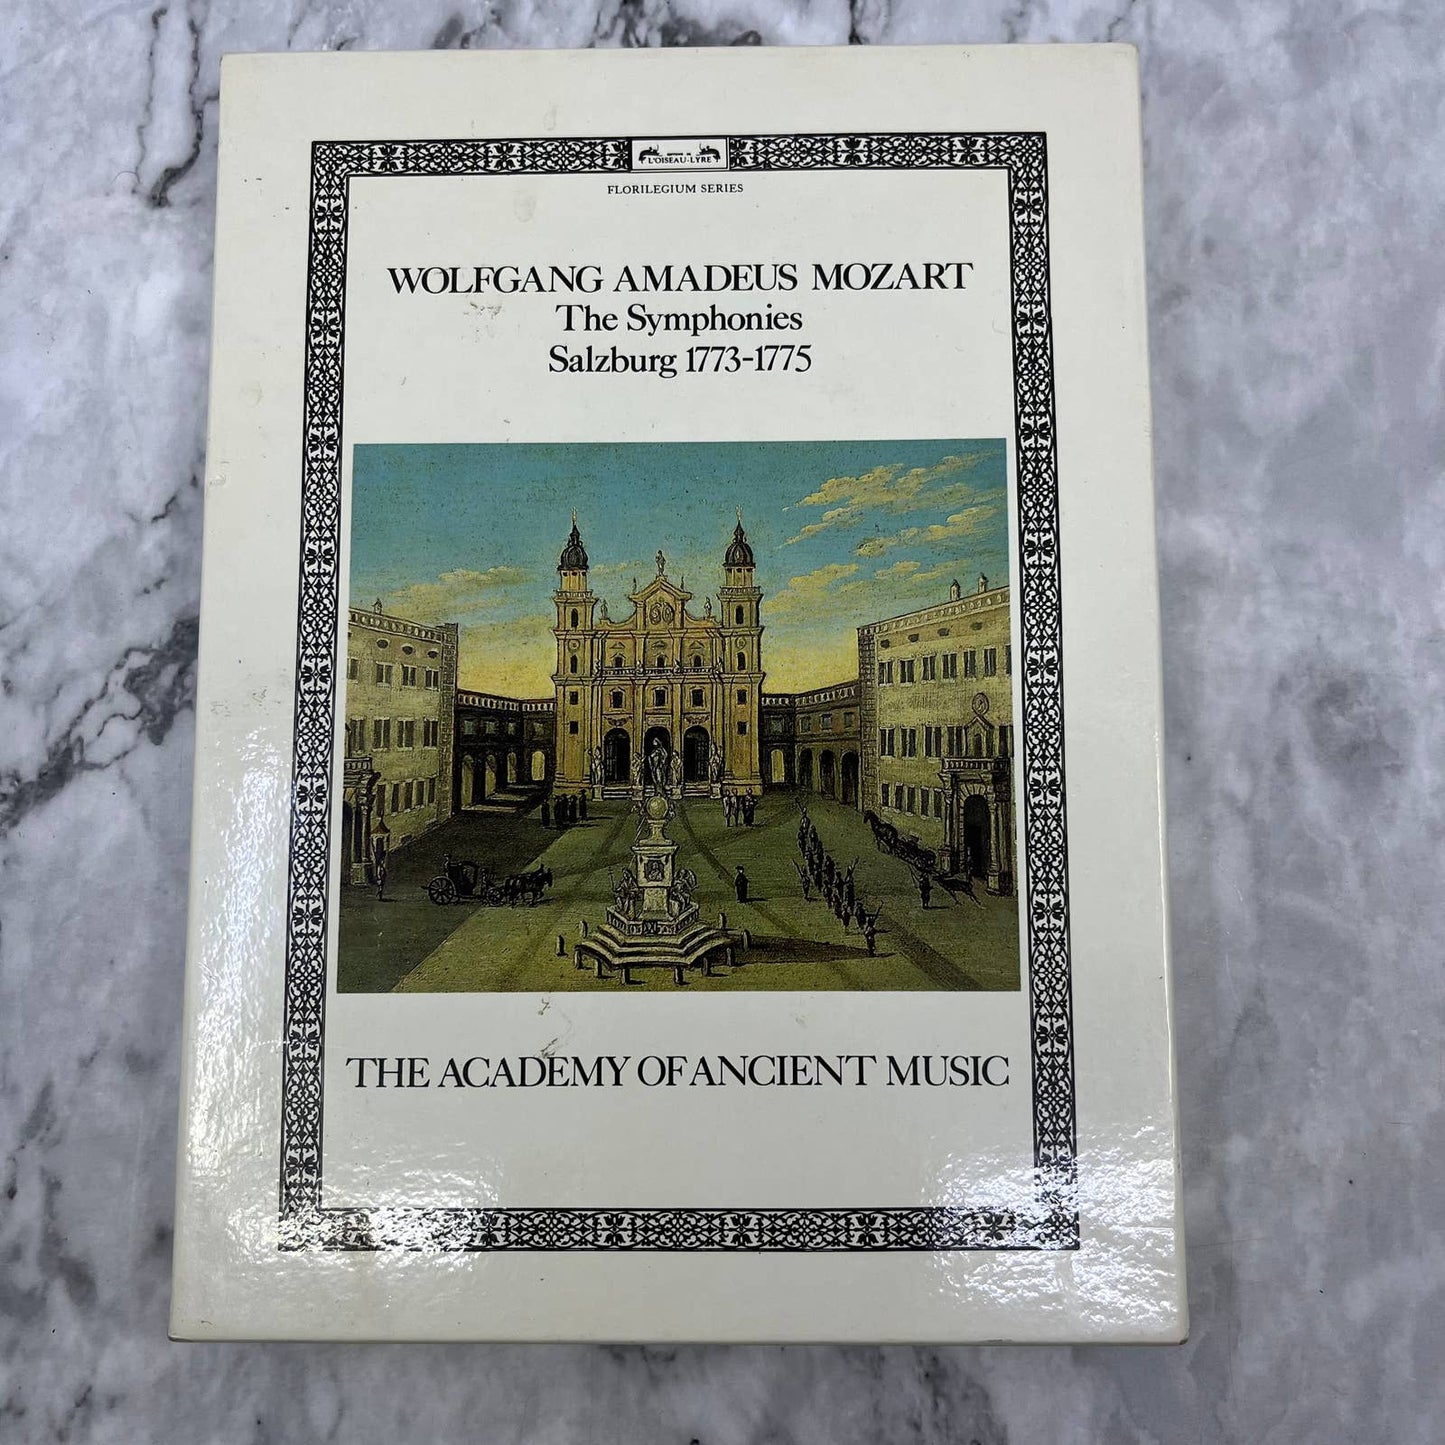 L'OISEAU-LYRE
FLORILEGIUM SERIES
WOLFGANG AMADEUS MOZART
The Symphonies
Salzburg 1773-1775
THE ACADEMY OF ANCIENT MUSIC